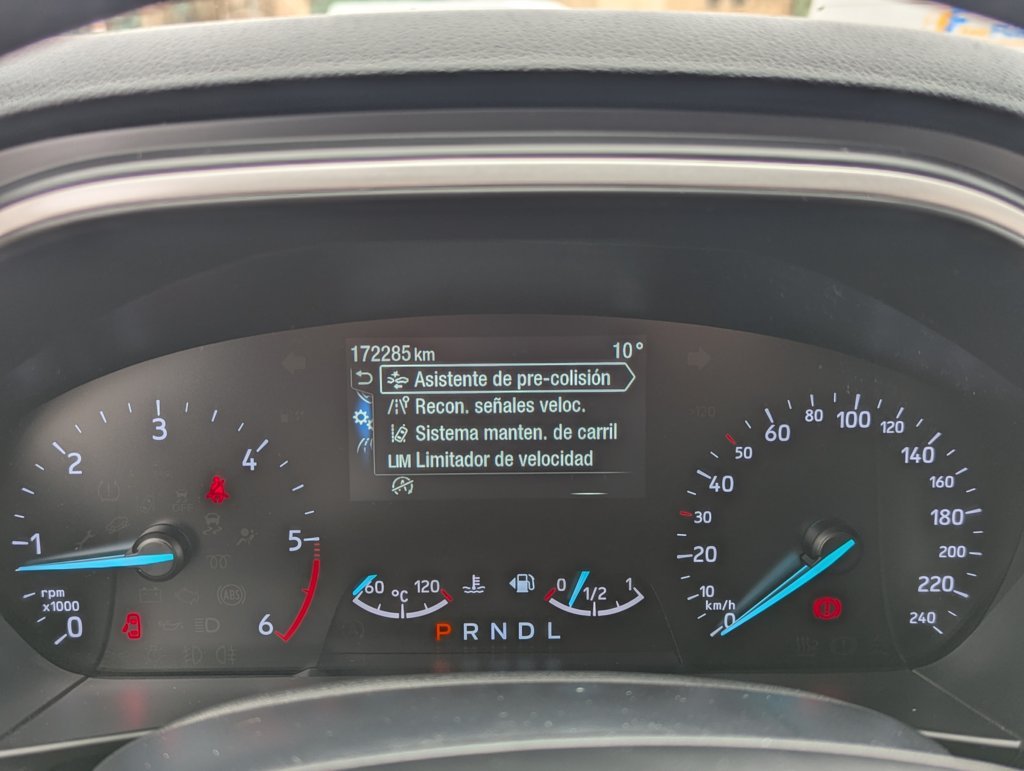 172285 km 10°
Asistente de pre-colisión
Recon. señales veloc.
Sistema manten. de carril
LIM Limitador de velocidad
0 1 2 3 4 5 6
rpm
x1000
60 °C 120
0 1/2 1
P R N D L
0 10 20 30 40 50 60 80 100 120 140 160 180 200 220 240
km/h
ABS
>120